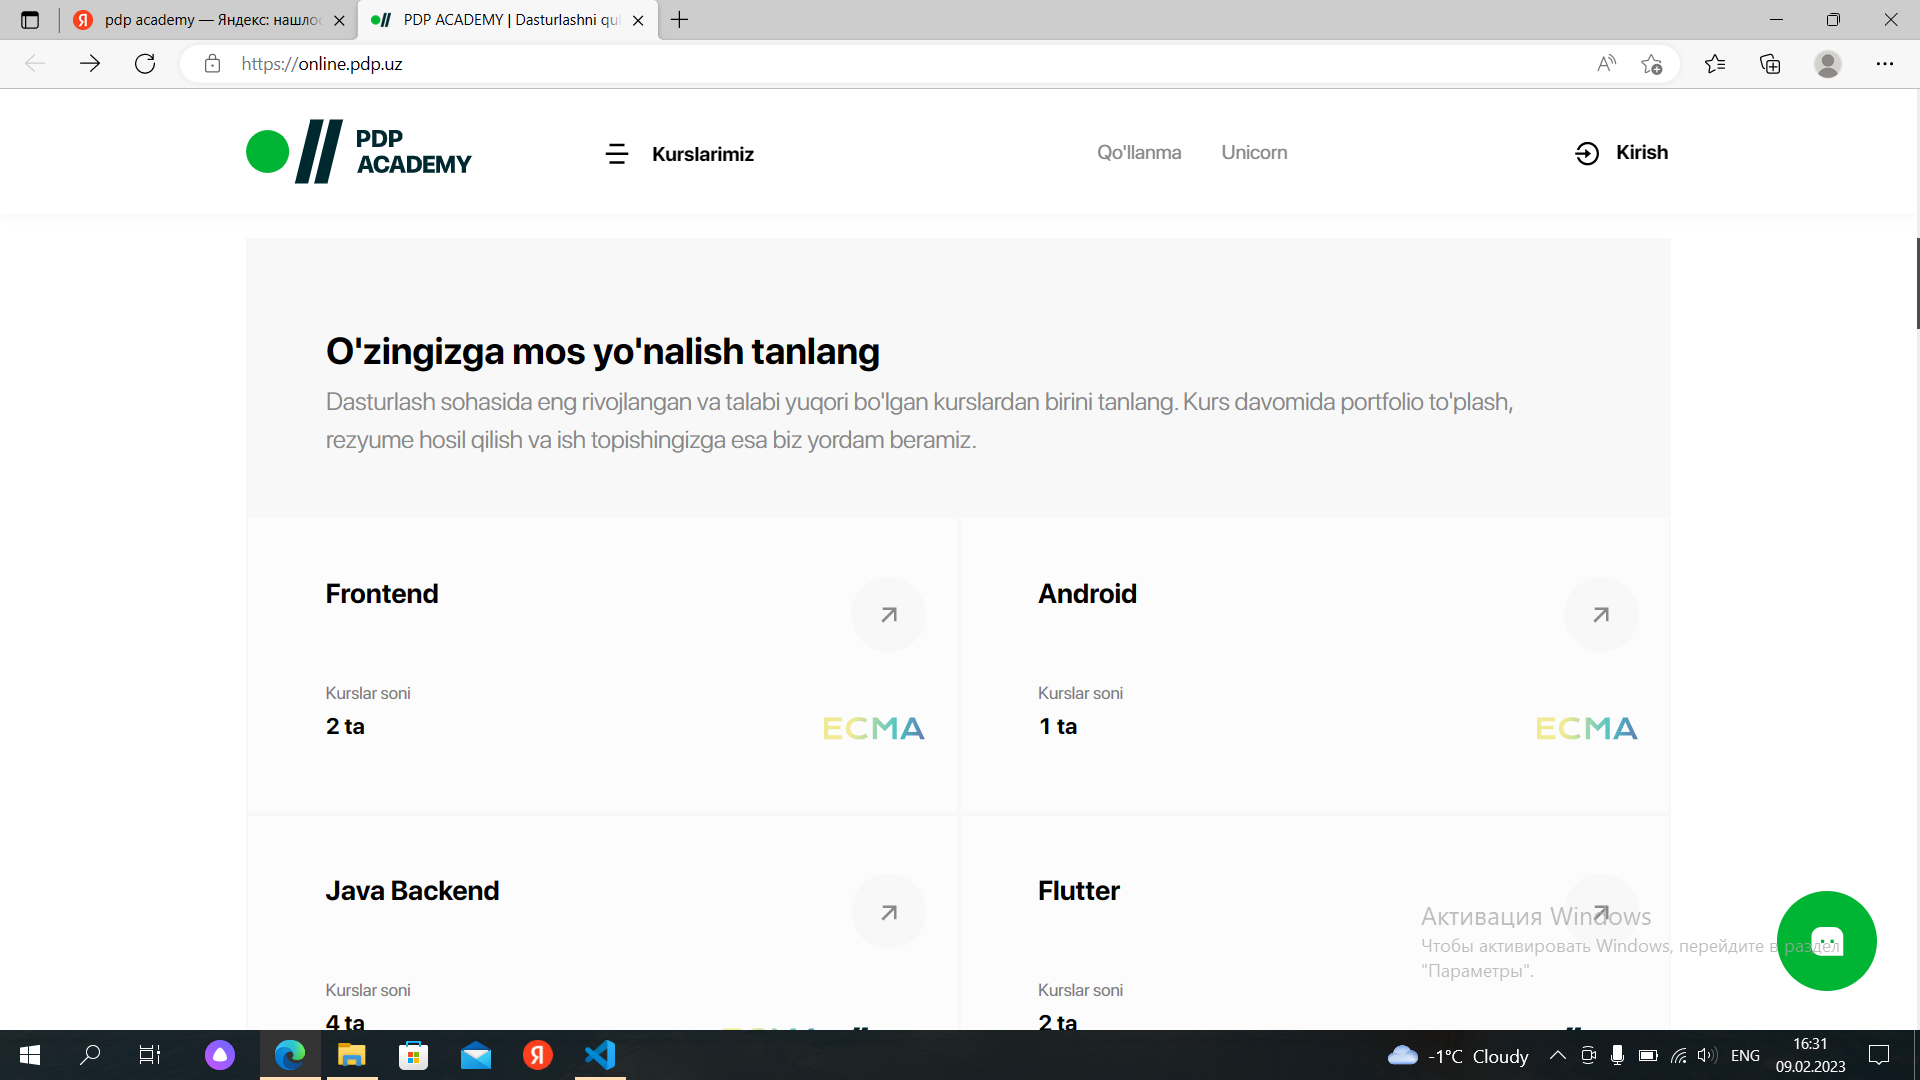 pdp academy — Яндекс: нашлос
PDP ACADEMY | Dasturlashni qul
https://online.pdp.uz
PDP
ACADEMY
Kurslarimiz
Qo'llanma
Unicorn
Kirish
O'zingizga mos yo'nalish tanlang
Dasturlash sohasida eng rivojlangan va talabi yuqori bo'lgan kurslardan birini tanlang. Kurs davomida portfolio to'plash,
rezyume hosil qilish va ish topishingizga esa biz yordam beramiz.
Frontend
Kurslar soni
2 ta
ECMA
Android
Kurslar soni
1 ta
ECMA
Java Backend
Kurslar soni
4 ta
Flutter
Kurslar soni
2 ta
Активация Windows
Чтобы активировать Windows, перейдите в раздел
"Параметры".
-1°C Cloudy
ENG
16:31
09.02.2023